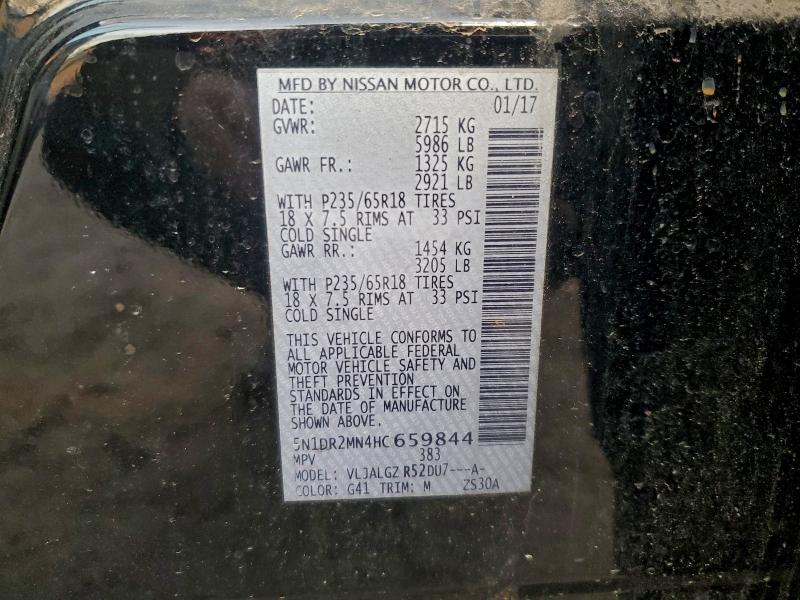 MFD BY NISSAN MOTOR CO., LTD.
DATE: 01/17
GVWR: 2715 KG
5986 LB
GAWR FR.: 1325 KG
2921 LB
WITH P235/65R18 TIRES
18 X 7.5 RIMS AT 33 PSI
COLD SINGLE
GAWR RR.: 1454 KG
3205 LB
WITH P235/65R18 TIRES
18 X 7.5 RIMS AT 33 PSI
COLD SINGLE
THIS VEHICLE CONFORMS TO
ALL APPLICABLE FEDERAL
MOTOR VEHICLE SAFETY AND
THEFT PREVENTION
STANDARDS IN EFFECT ON
THE DATE OF MANUFACTURE
SHOWN ABOVE.
5N1DR2MN4HC659844
MPV 383
MODEL: VLJALGZ R52DU7---A-
COLOR: G41 TRIM: M ZS30A